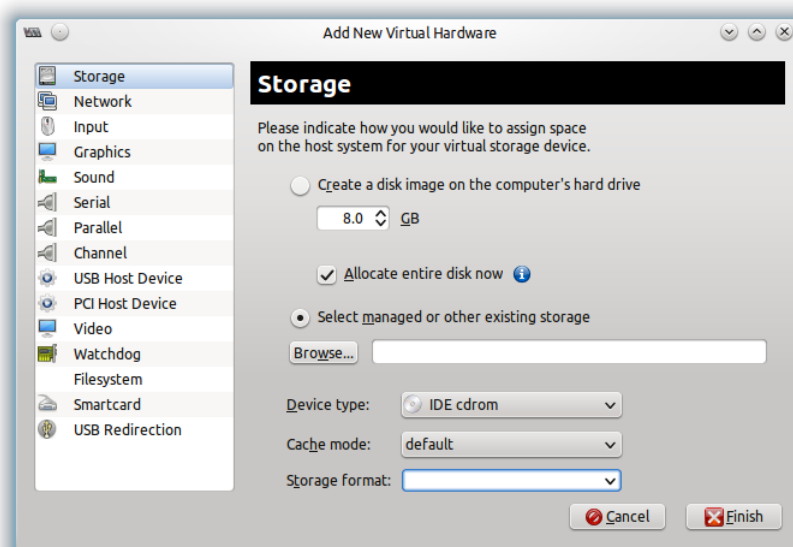 Add New Virtual Hardware
Storage
Network
Input
Graphics
Sound
Serial
Parallel
Channel
USB Host Device
PCI Host Device
Video
Watchdog
Filesystem
Smartcard
USB Redirection
Storage
Please indicate how you would like to assign space
on the host system for your virtual storage device.
Create a disk image on the computer's hard drive
8.0 GB
Allocate entire disk now
Select managed or other existing storage
Browse...
Device type: IDE cdrom
Cache mode: default
Storage format:
Cancel Finish